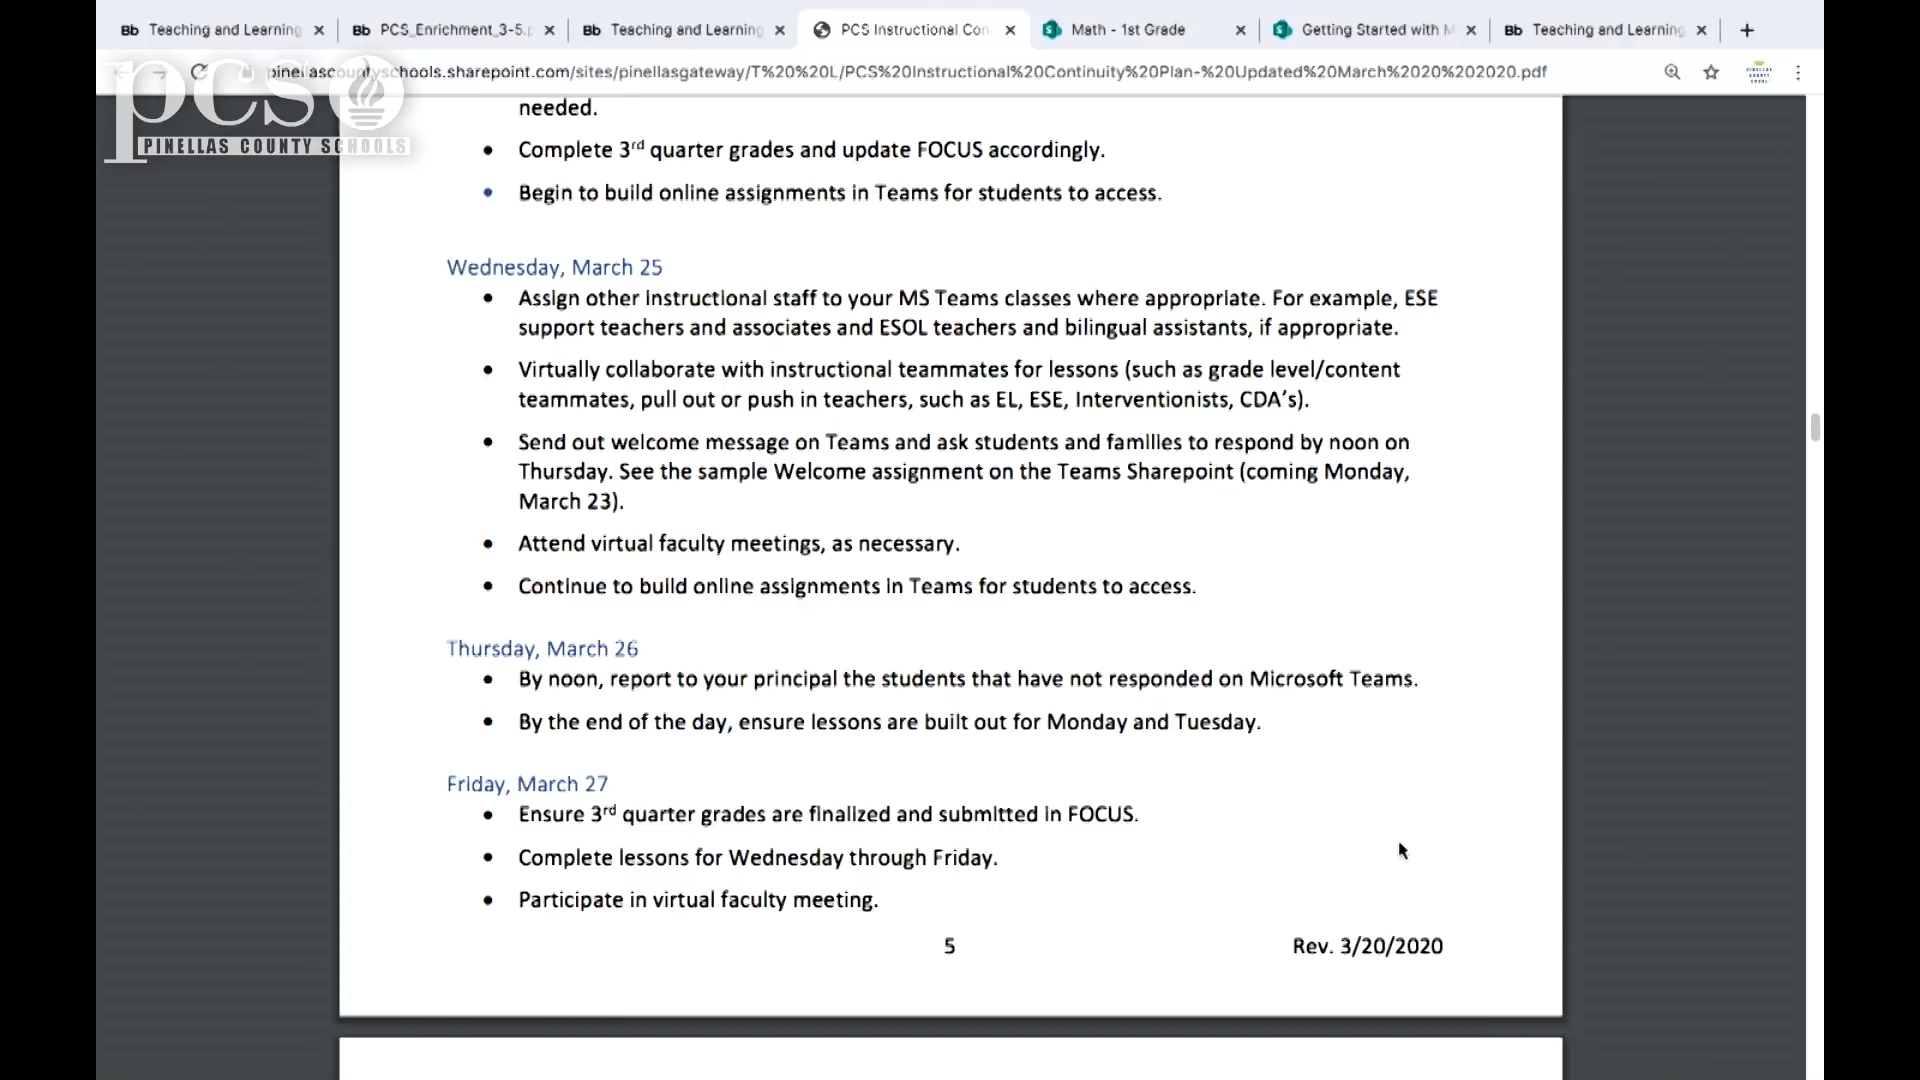 Teaching and Learning
PCS_Enrichment_3-5.p
Teaching and Learning
PCS Instructional Con
Math - 1st Grade
Getting Started with M
Teaching and Learning
pinellascountyschools.sharepoint.com/sites/pinellasgateway/T%20%20L/PCS%20Instructional%20Continuity%20Plan-%20Updated%20March%2020%202020.pdf
pcs
PINELLAS COUNTY SCHOOLS
needed.
• Complete 3rd quarter grades and update FOCUS accordingly.
• Begin to build online assignments in Teams for students to access.
Wednesday, March 25
• Assign other instructional staff to your MS Teams classes where appropriate. For example, ESE
support teachers and associates and ESOL teachers and bilingual assistants, if appropriate.
• Virtually collaborate with instructional teammates for lessons (such as grade level/content
teammates, pull out or push in teachers, such as EL, ESE, Interventionists, CDA's).
• Send out welcome message on Teams and ask students and families to respond by noon on
Thursday. See the sample Welcome assignment on the Teams Sharepoint (coming Monday,
March 23).
• Attend virtual faculty meetings, as necessary.
• Continue to build online assignments in Teams for students to access.
Thursday, March 26
• By noon, report to your principal the students that have not responded on Microsoft Teams.
• By the end of the day, ensure lessons are built out for Monday and Tuesday.
Friday, March 27
• Ensure 3rd quarter grades are finalized and submitted in FOCUS.
• Complete lessons for Wednesday through Friday.
• Participate in virtual faculty meeting.
5 Rev. 3/20/2020